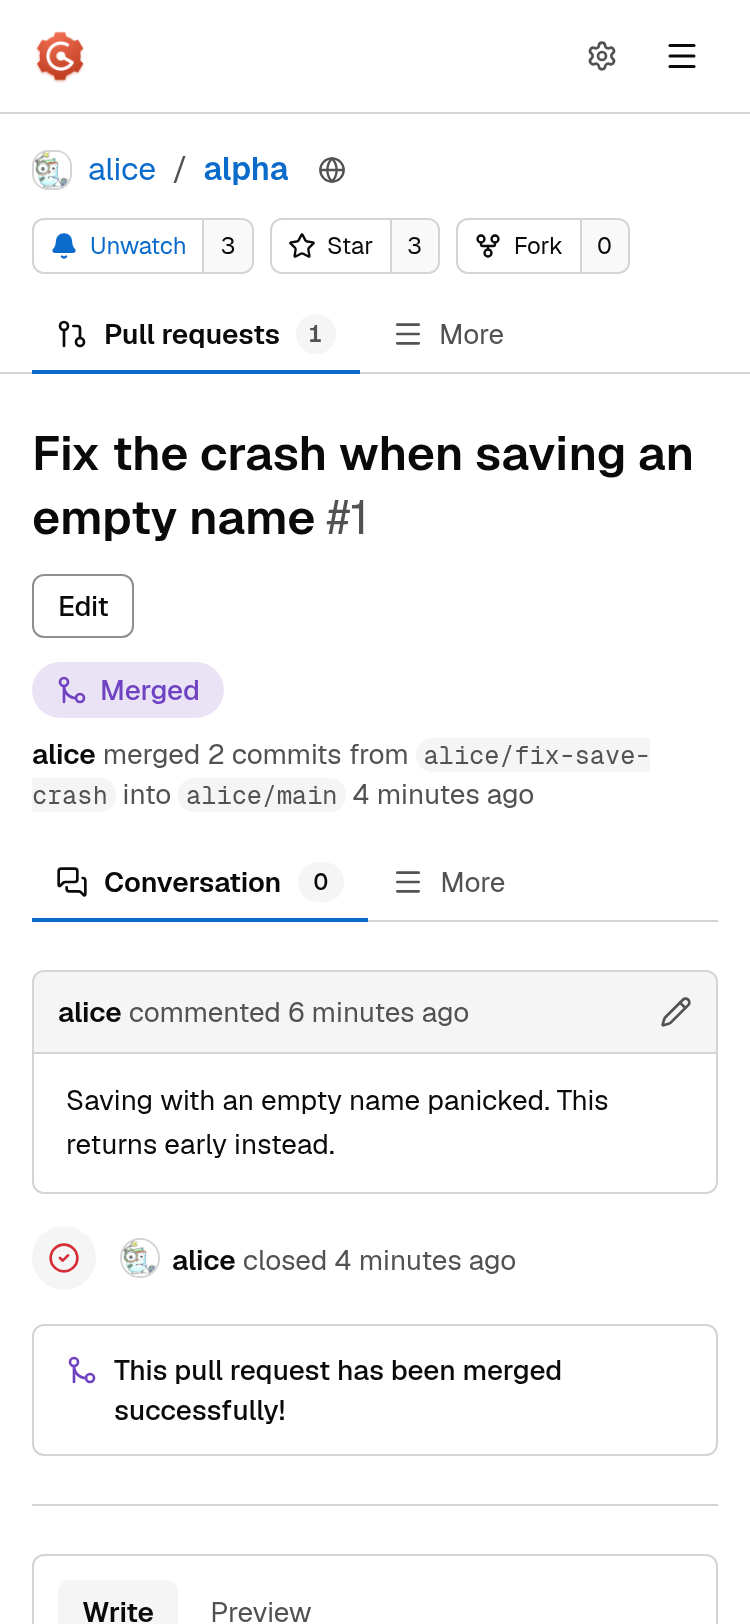 alice / alpha
Unwatch 3 Star 3 Fork 0
Pull requests 1 More
Fix the crash when saving an
empty name #1
Edit
Merged
alice merged 2 commits from alice/fix-save-
crash into alice/main 4 minutes ago
Conversation 0 More
alice commented 6 minutes ago
Saving with an empty name panicked. This
returns early instead.
alice closed 4 minutes ago
This pull request has been merged
successfully!
Write Preview